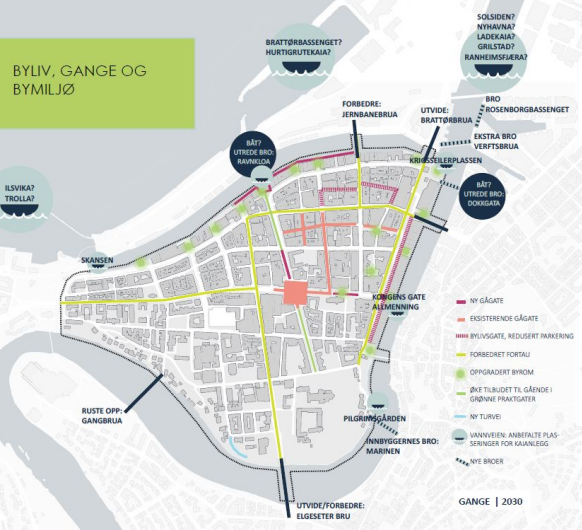 BYLIV, GANGE OG
BYMILJØ
BRATTØRBASSENGET?
HURTIGRUTEKAIA?
SOLSIDEN?
NYHAVNA?
LADEKAIA?
GRILSTAD?
RANHEIMSFJÆRA?
FORBEDRE:
JERNBANEBRUA
UTVIDE:
BRATTØRBRUA
BRO
ROSENBORGBASSENGET
EKSTRA BRO
VERFTSBRUA
BÅT?
UTREDE BRO:
RAVNKLOA
KRIGSSEILERPLASSEN
BÅT?
UTREDE BRO:
DOKKGATA
ILSVIKA?
TROLLA?
SKANSEN
KONGENS GATE
ALLMENNING
RUSTE OPP:
GANGBRUA
PILGRIMSGÅRDEN
INNBYGGERNES BRO:
MARINEN
UTVIDE/FORBEDRE:
ELGESETER BRU
NY GÅGATE
EKSISTERENDE GÅGATE
BYLIVSGATE, REDUSERT PARKERING
FORBEDRET FORTAU
OPPGRADERT BYROM
ØKE TILBUDET TIL GÅENDE I
GRØNNE PRAKTGATER
NY TURVEI
VANNVEIEN: ANBEFALTE PLAS-
SERINGER FOR KAIANLEGG
NYE BROER
GANGE | 2030